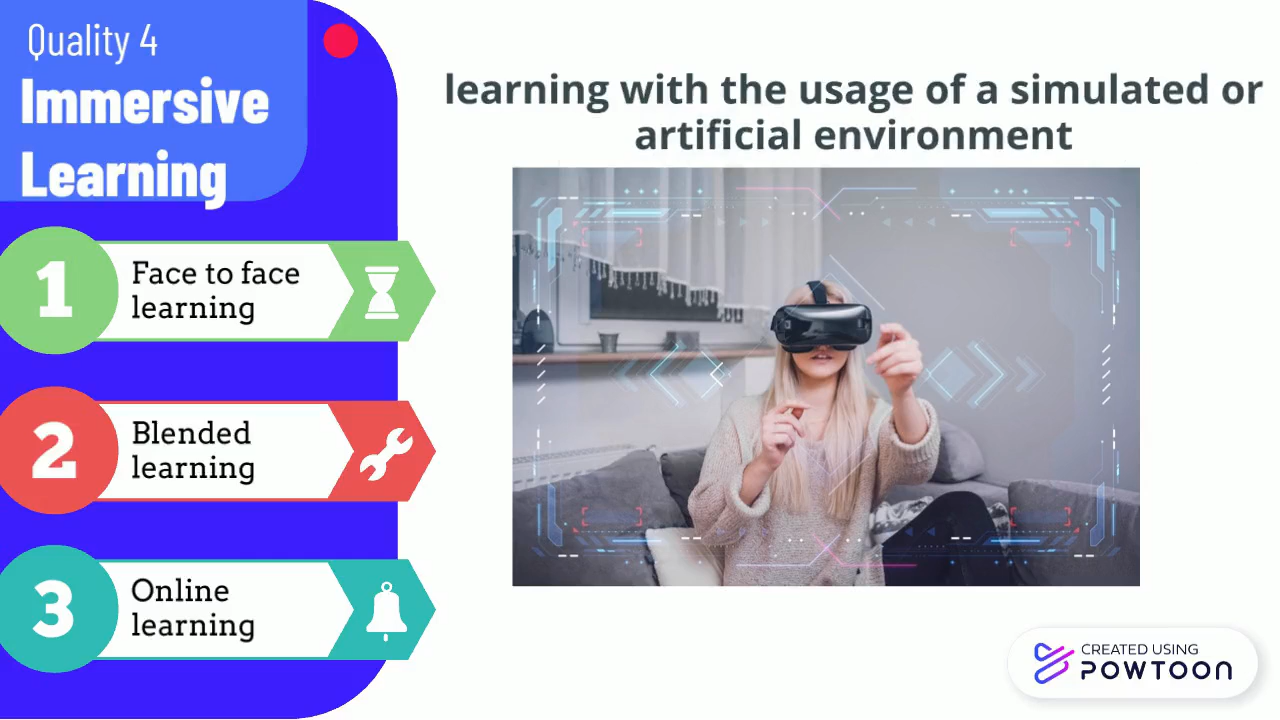 Quality 4
Immersive
Learning
learning with the usage of a simulated or
artificial environment
1
Face to face
learning
2
Blended
learning
3
Online
learning
CREATED USING
POWTOON